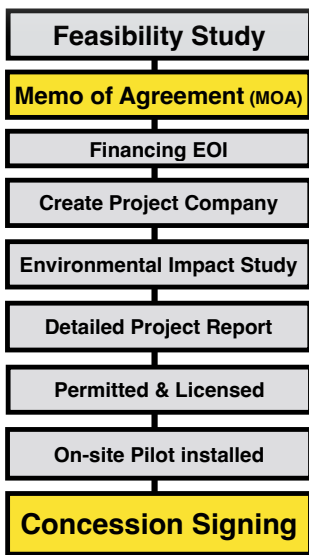 Feasibility Study
Memo of Agreement (MOA)
Financing EOI
Create Project Company
Environmental Impact Study
Detailed Project Report
Permitted & Licensed
On-site Pilot installed
Concession Signing